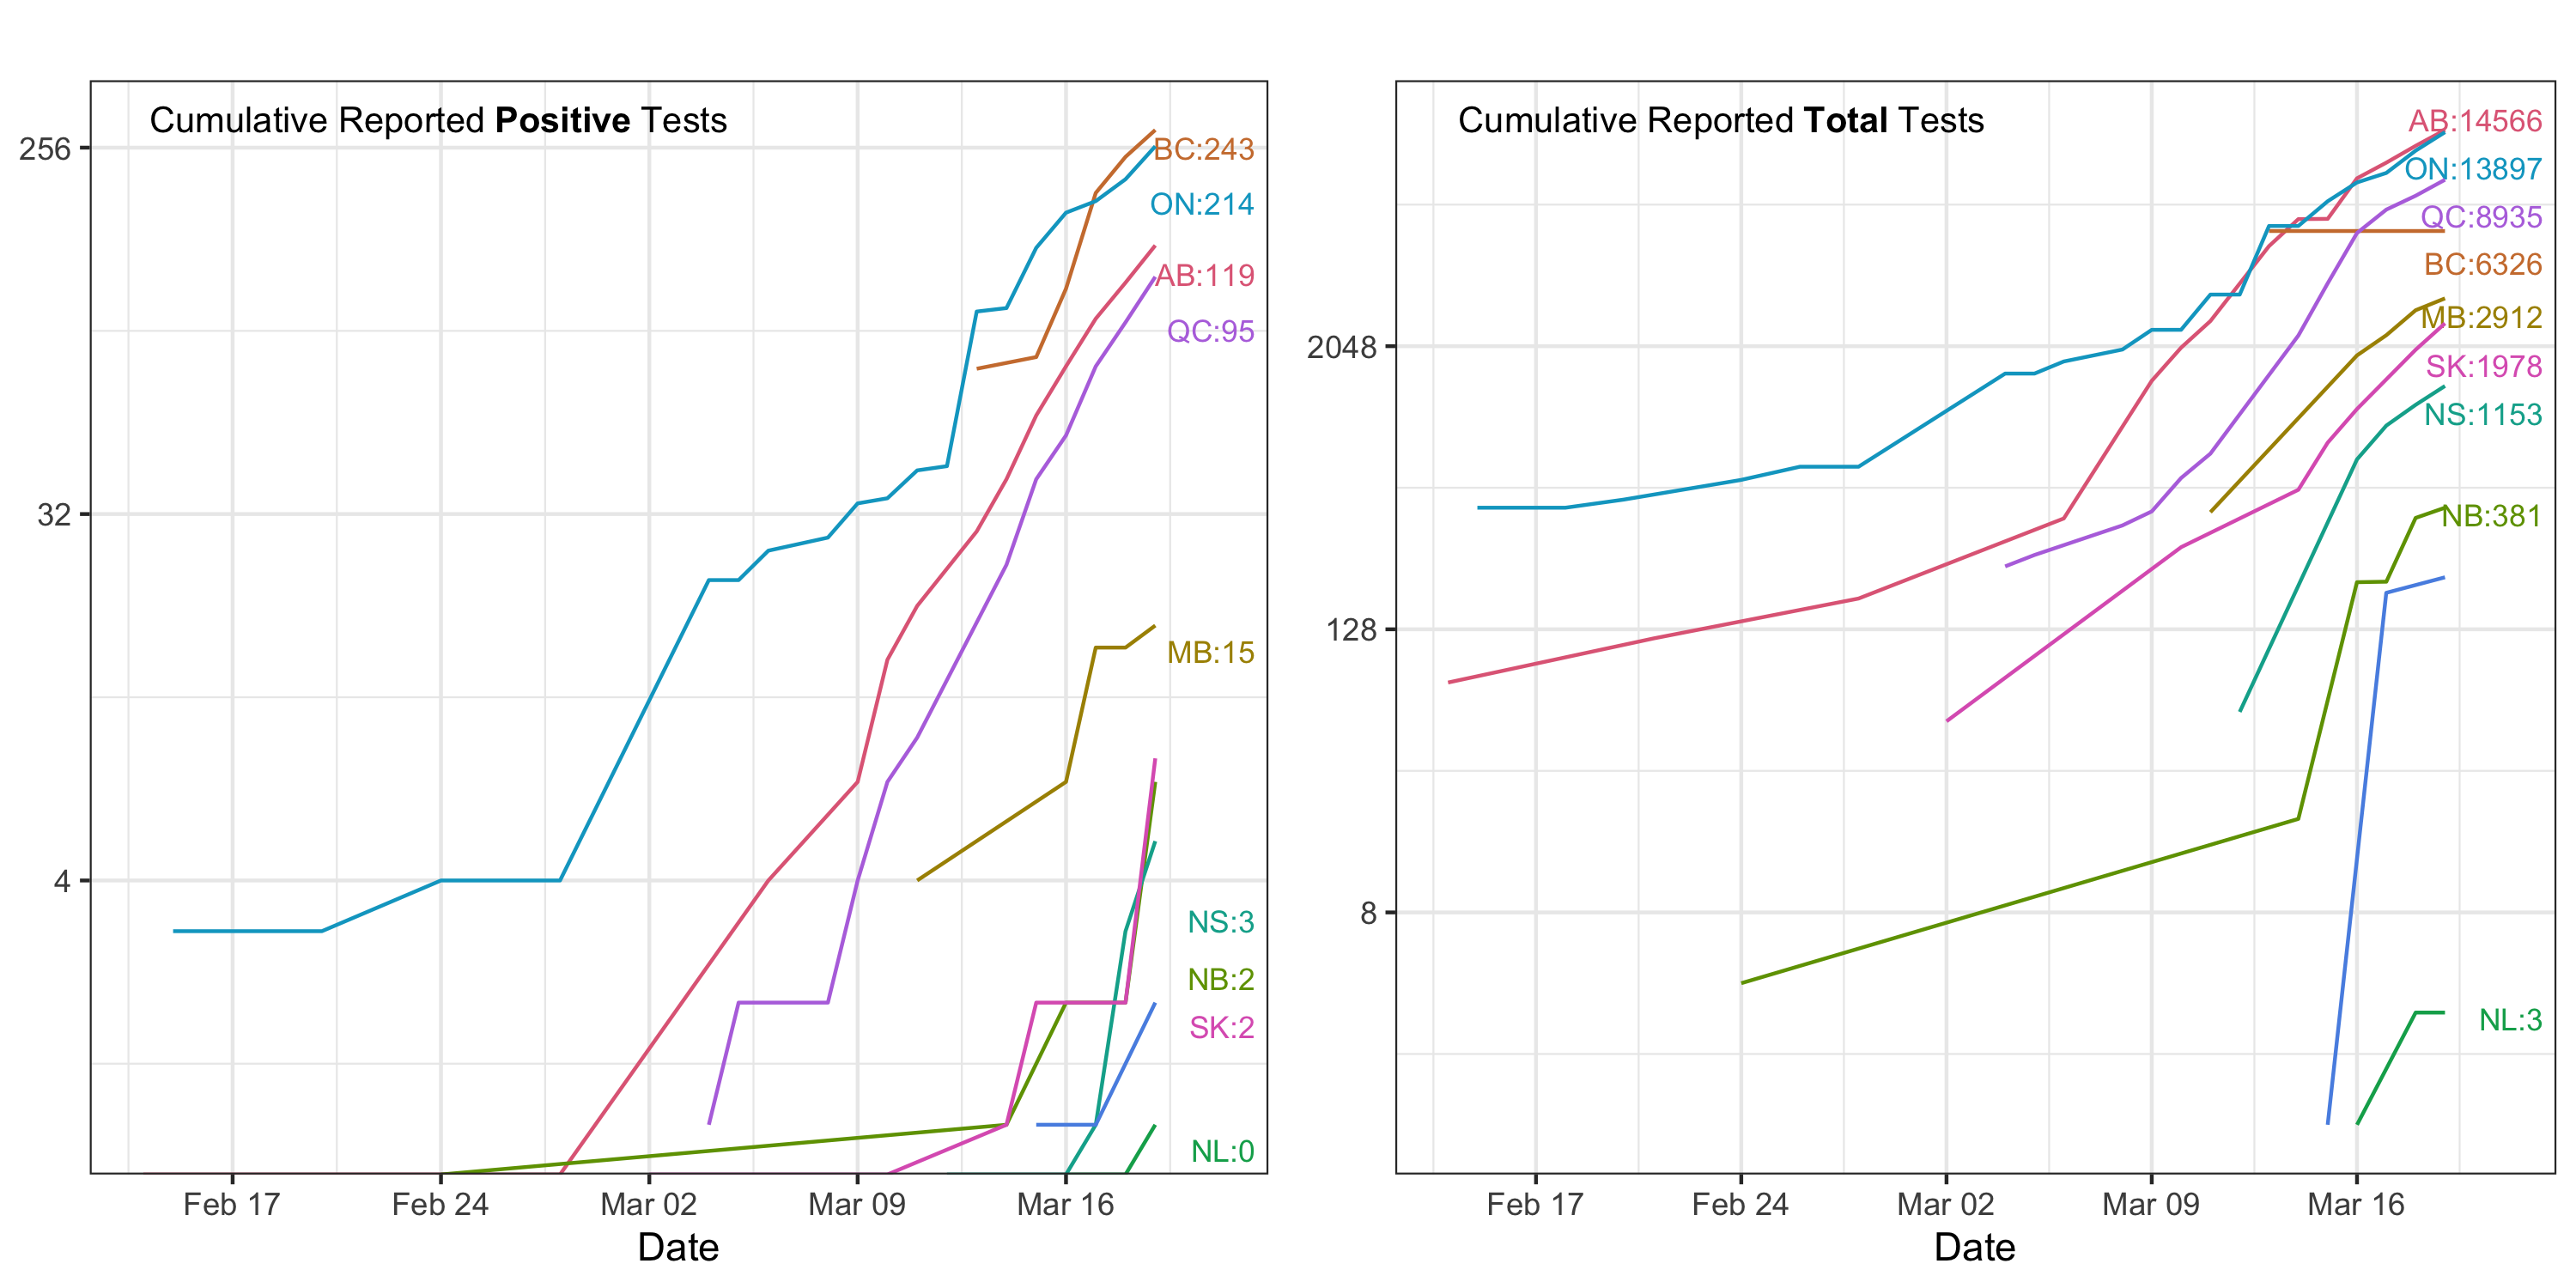 Cumulative Reported Positive Tests
256
32
4
BC:243
ON:214
AB:119
QC:95
MB:15
NS:3
NB:2
SK:2
NL:0
Feb 17 Feb 24 Mar 02 Mar 09 Mar 16
Date
Cumulative Reported Total Tests
2048
128
8
AB:14566
ON:13897
QC:8935
BC:6326
MB:2912
SK:1978
NS:1153
NB:381
NL:3
Feb 17 Feb 24 Mar 02 Mar 09 Mar 16
Date